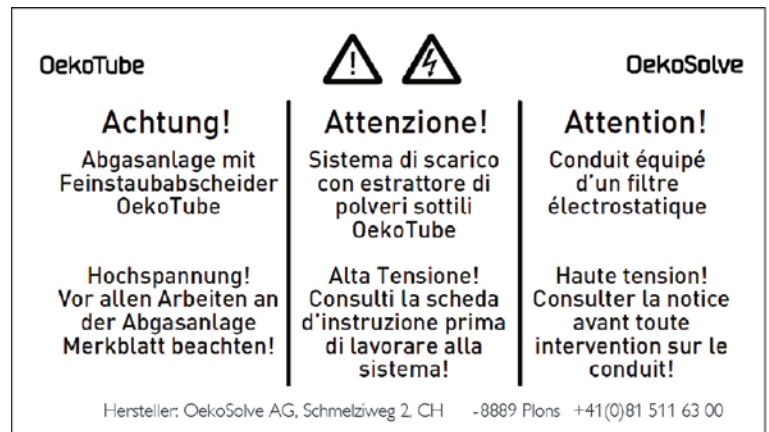 OekoTube
OekoSolve
Achtung!
Abgasanlage mit
Feinstaubabscheider
OekoTube
Hochspannung!
Vor allen Arbeiten an
der Abgasanlage
Merkblatt beachten!
Attenzione!
Sistema di scarico
con estrattore di
polveri sottili
OekoTube
Alta Tensione!
Consulti la scheda
d'instruzione prima
di lavorare alla
sistema!
Attention!
Conduit équipé
d'un filtre
électrostatique
Haute tension!
Consulter la notice
avant toute
intervention sur le
conduit!
Hersteller: OekoSolve AG, Schmelziweg 2, CH -8889 Plons +41(0)81 511 63 00